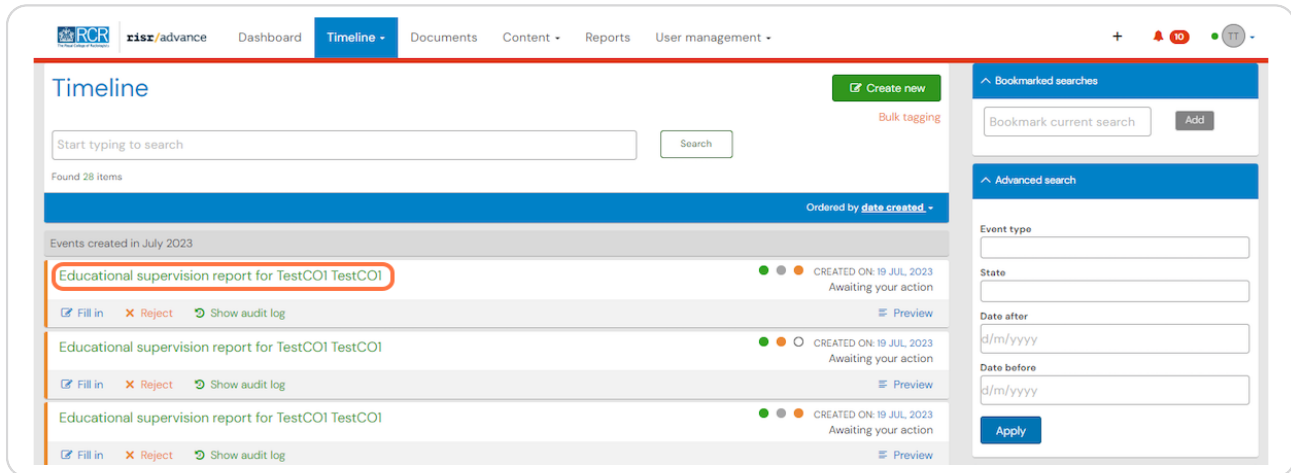 RCR
The Royal College of Radiologists
risr/advance
Dashboard
Timeline
Documents
Content
Reports
User management
+
10
TT
Timeline
Create new
Bulk tagging
Start typing to search
Search
Found 28 items
Ordered by date created
Events created in July 2023
Educational supervision report for TestCO1 TestCO1
CREATED ON: 19 JUL, 2023
Awaiting your action
Fill in
Reject
Show audit log
Preview
Educational supervision report for TestCO1 TestCO1
CREATED ON: 19 JUL, 2023
Awaiting your action
Fill in
Reject
Show audit log
Preview
Educational supervision report for TestCO1 TestCO1
CREATED ON: 19 JUL, 2023
Awaiting your action
Fill in
Reject
Show audit log
Preview
Bookmarked searches
Bookmark current search
Add
Advanced search
Event type
State
Date after
d/m/yyyy
Date before
d/m/yyyy
Apply